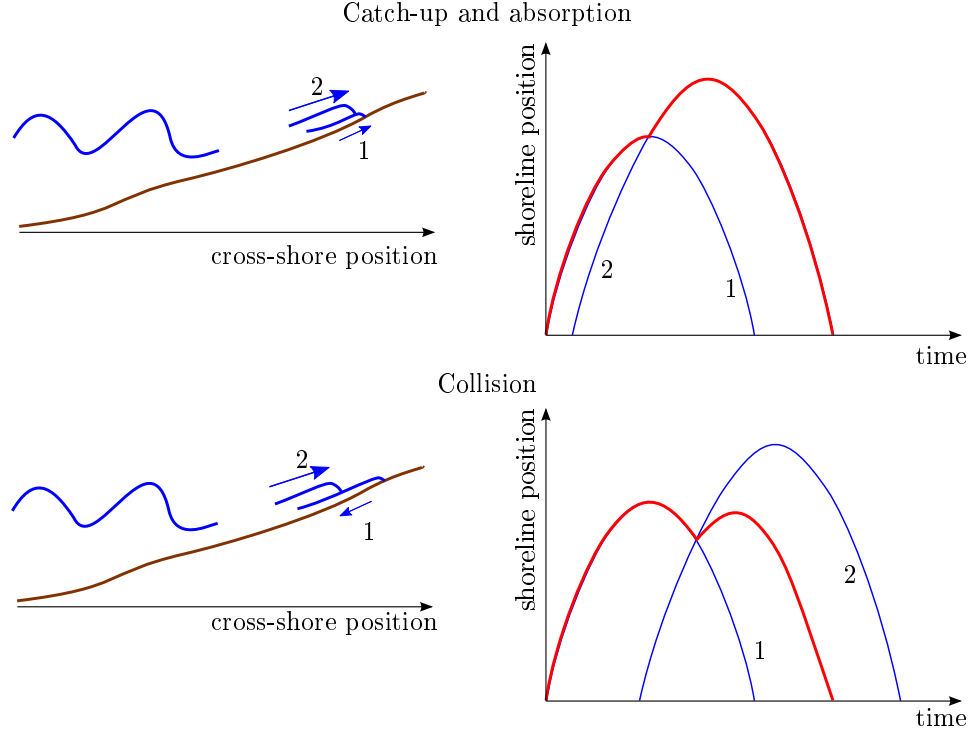 Catch-up and absorption
2
1
cross-shore position
shoreline position
2
1
time
Collision
2
1
cross-shore position
shoreline position
2
1
time